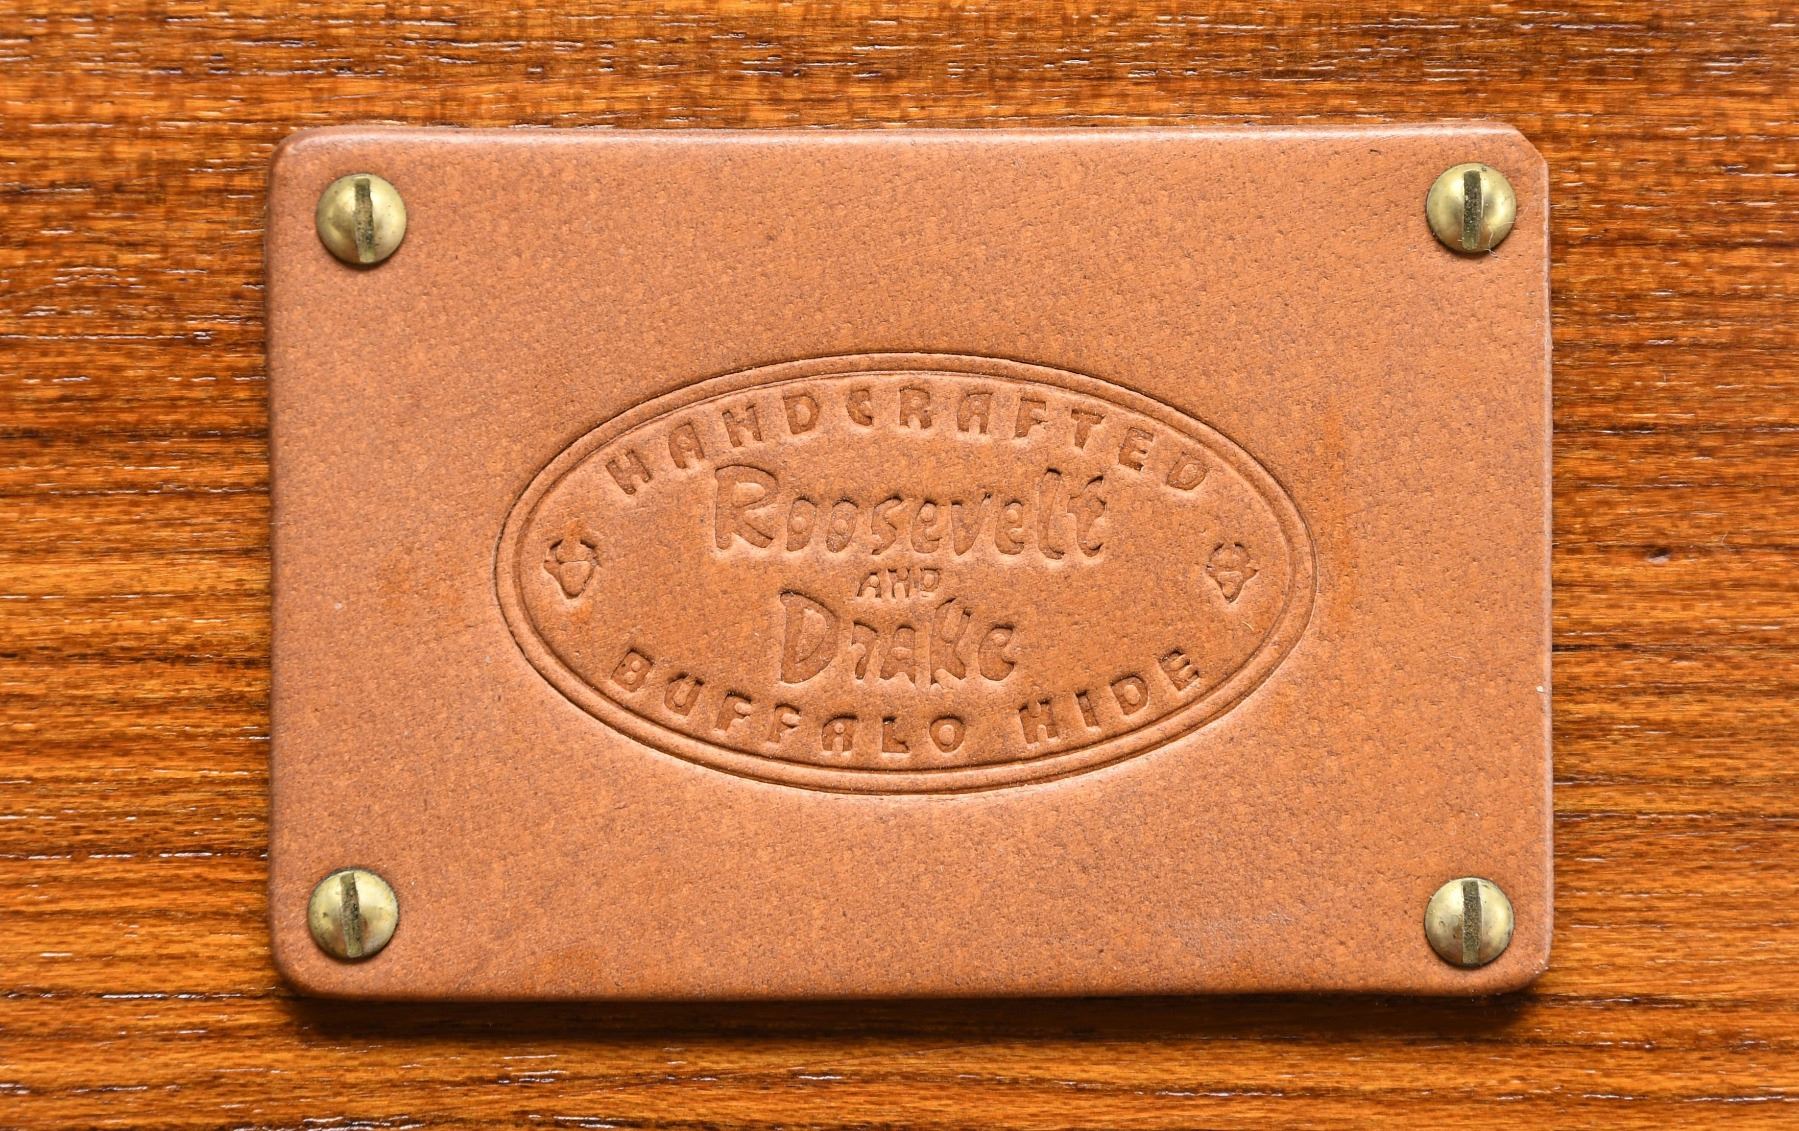 HANDCRAFTED
Roosevelt
AND
Drake
BUFFALO HIDE